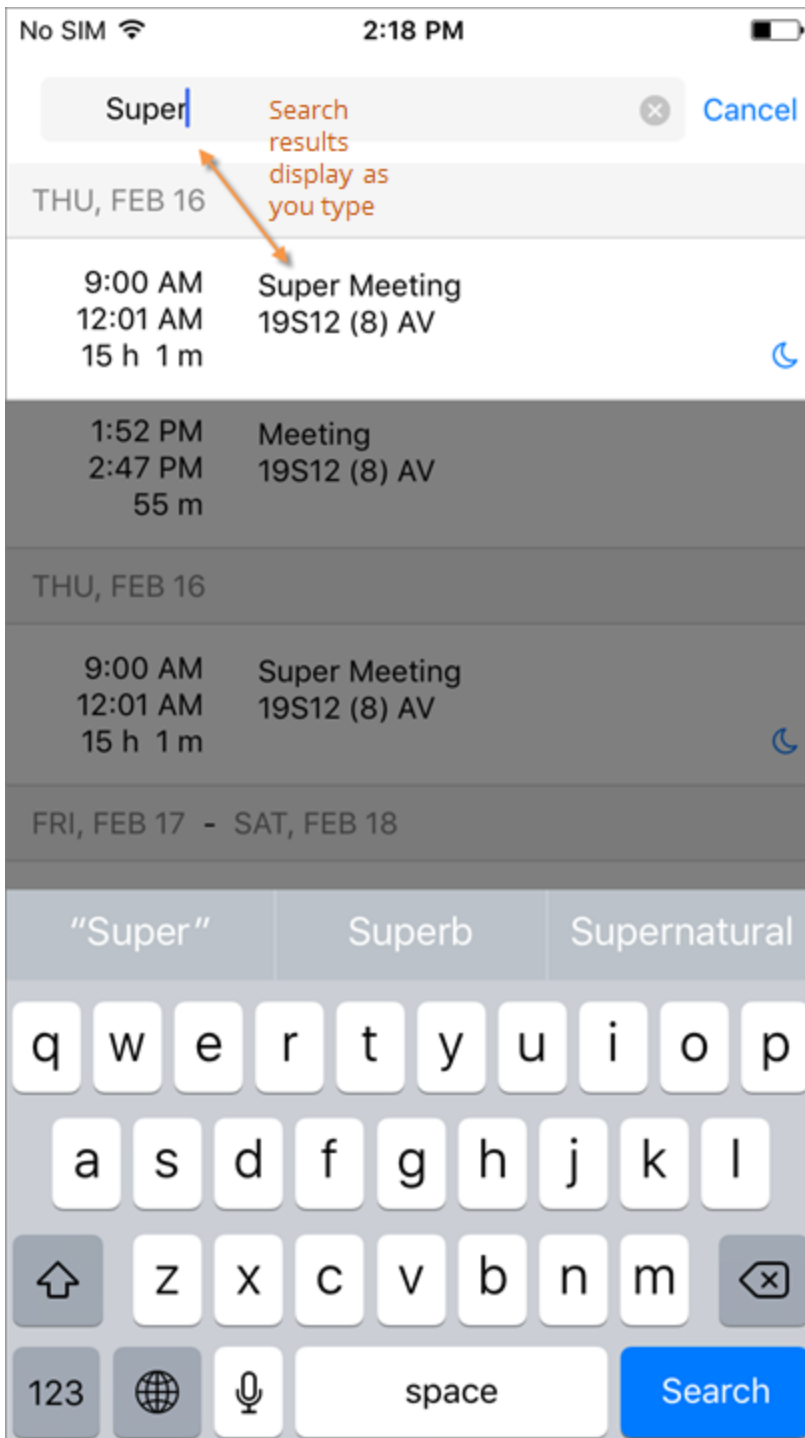 No SIM 2:18 PM
Super Cancel
Search
results
display as
you type
THU, FEB 16
9:00 AM Super Meeting
12:01 AM 19S12 (8) AV
15 h 1 m
1:52 PM Meeting
2:47 PM 19S12 (8) AV
55 m
THU, FEB 16
9:00 AM Super Meeting
12:01 AM 19S12 (8) AV
15 h 1 m
FRI, FEB 17 - SAT, FEB 18
“Super” Superb Supernatural
q w e r t y u i o p
a s d f g h j k l
z x c v b n m
123 space Search